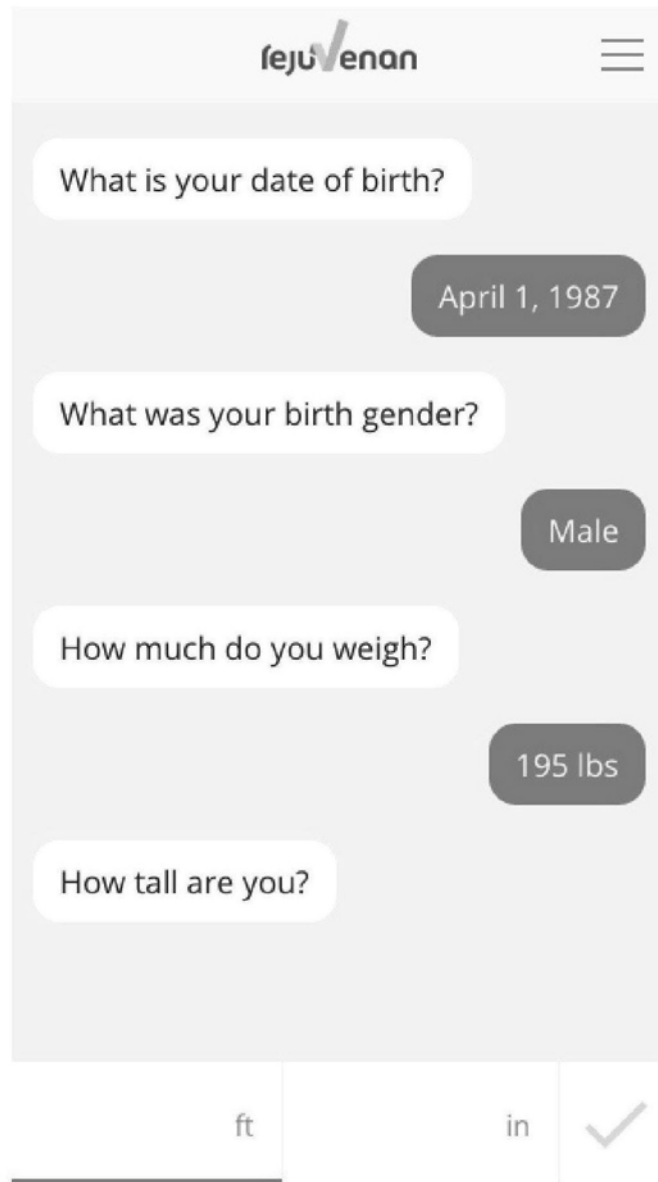 rejuvenan
What is your date of birth?
April 1, 1987
What was your birth gender?
Male
How much do you weigh?
195 lbs
How tall are you?
ft in